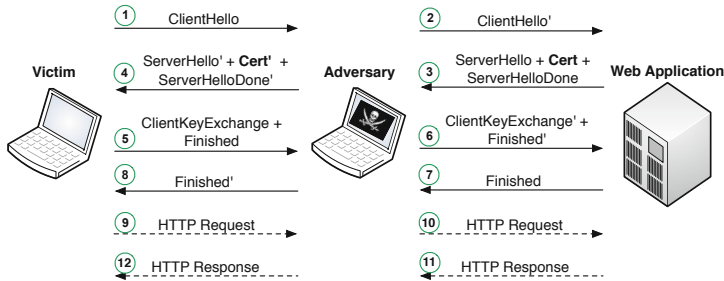 1 ClientHello
2 ClientHello'
Victim
4 ServerHello' + Cert' +
ServerHelloDone'
Adversary
3 ServerHello + Cert +
ServerHelloDone
Web Application
5 ClientKeyExchange +
Finished
6 ClientKeyExchange' +
Finished'
8 Finished'
7 Finished
9 HTTP Request
10 HTTP Request
12 HTTP Response
11 HTTP Response